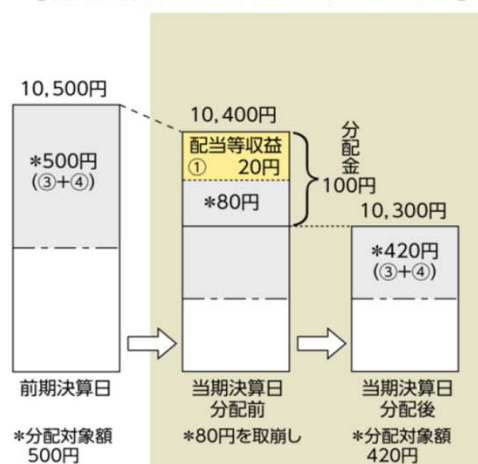 10,500円
*500円
(③+④)
10,400円
配当等収益
① 20円
*80円
分配金
100円
10,300円
*420円
(③+④)
前期決算日
当期決算日
分配前
当期決算日
分配後
*分配対象額
500円
*80円を取崩し
*分配対象額
420円